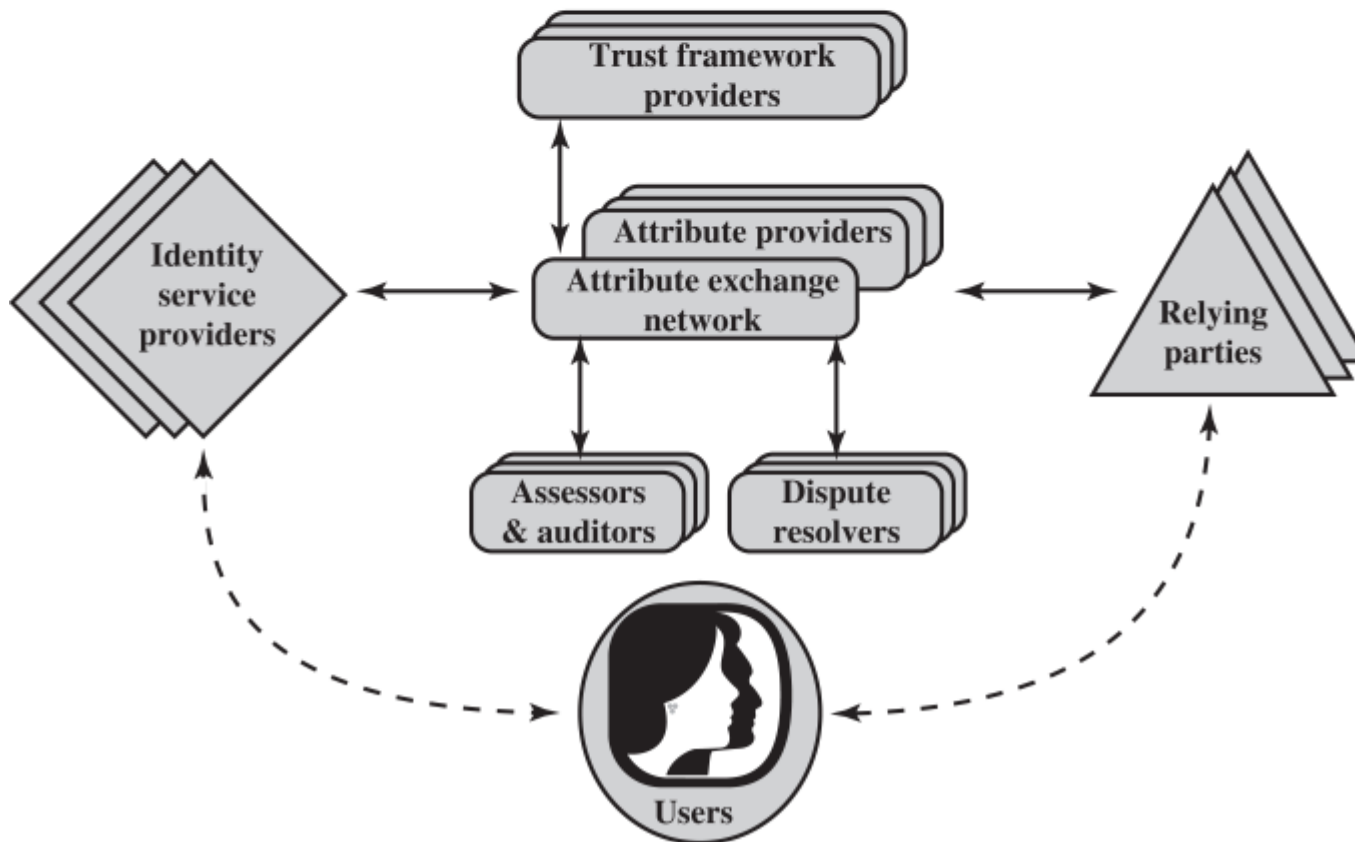 Trust framework
providers
Attribute providers
Attribute exchange
network
Identity
service
providers
Relying
parties
Assessors
& auditors
Dispute
resolvers
Users